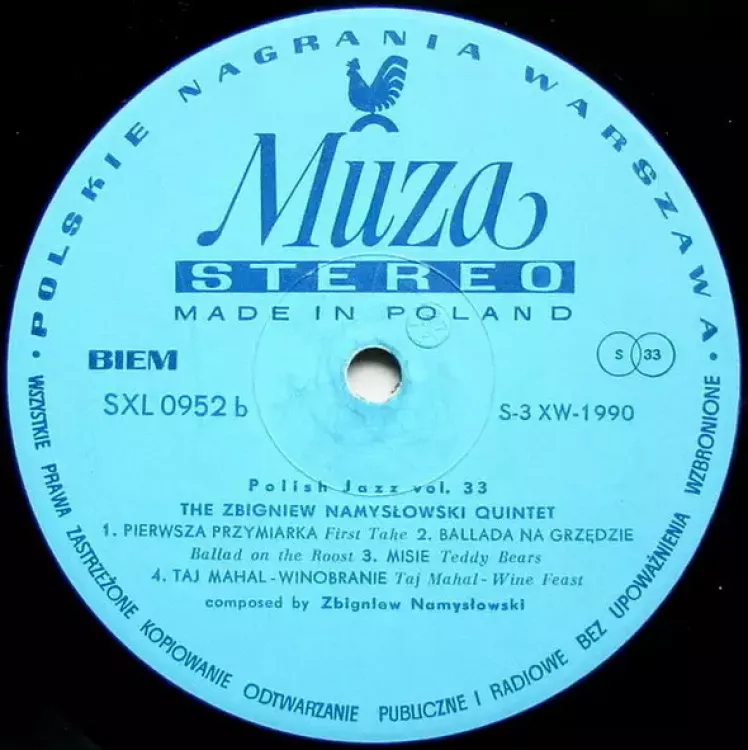 • POLSKIE NAGRANIA WARSZAWA •
Muza
STEREO
MADE IN POLAND
BIEM
S 33
SXL 0952 b
S-3 XW-1990
Polish Jazz vol. 33
THE ZBIGNIEW NAMYSŁOWSKI QUINTET
1. PIERWSZA PRZYMIARKA First Take 2. BALLADA NA GRZĘDZIE
Ballad on the Roost 3. MISIE Teddy Bears
4. TAJ MAHAL - WINOBRANIE Taj Mahal - Wine Feast
composed by Zbigniew Namysłowski
WSZYSTKIE PRAWA ZASTRZEŻONE KOPIOWANIE ODTWARZANIE PUBLICZNE I RADIOWE BEZ UPOWAŻNIENIA WZBRONIONE